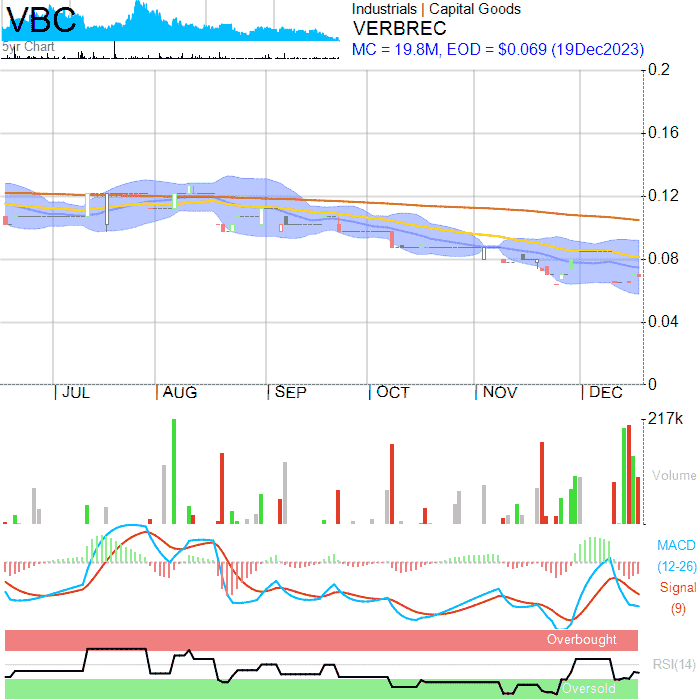 VBC
5yr Chart
Industrials | Capital Goods
VERBREC
MC = 19.8M, EOD = $0.069 (19Dec2023)
0.2
0.16
0.12
0.08
0.04
0
JUL AUG SEP OCT NOV DEC
217k
Volume
MACD
(12-26)
Signal
(9)
Overbought
RSI(14)
Oversold